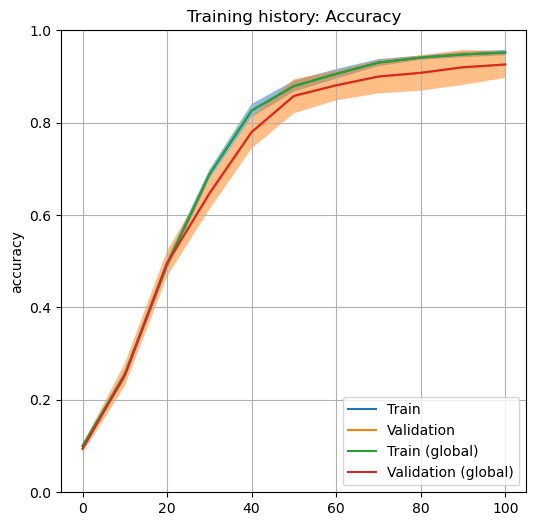 Training history: Accuracy
accuracy
1.0
0.8
0.6
0.4
0.2
0.0
0 20 40 60 80 100
Train
Validation
Train (global)
Validation (global)